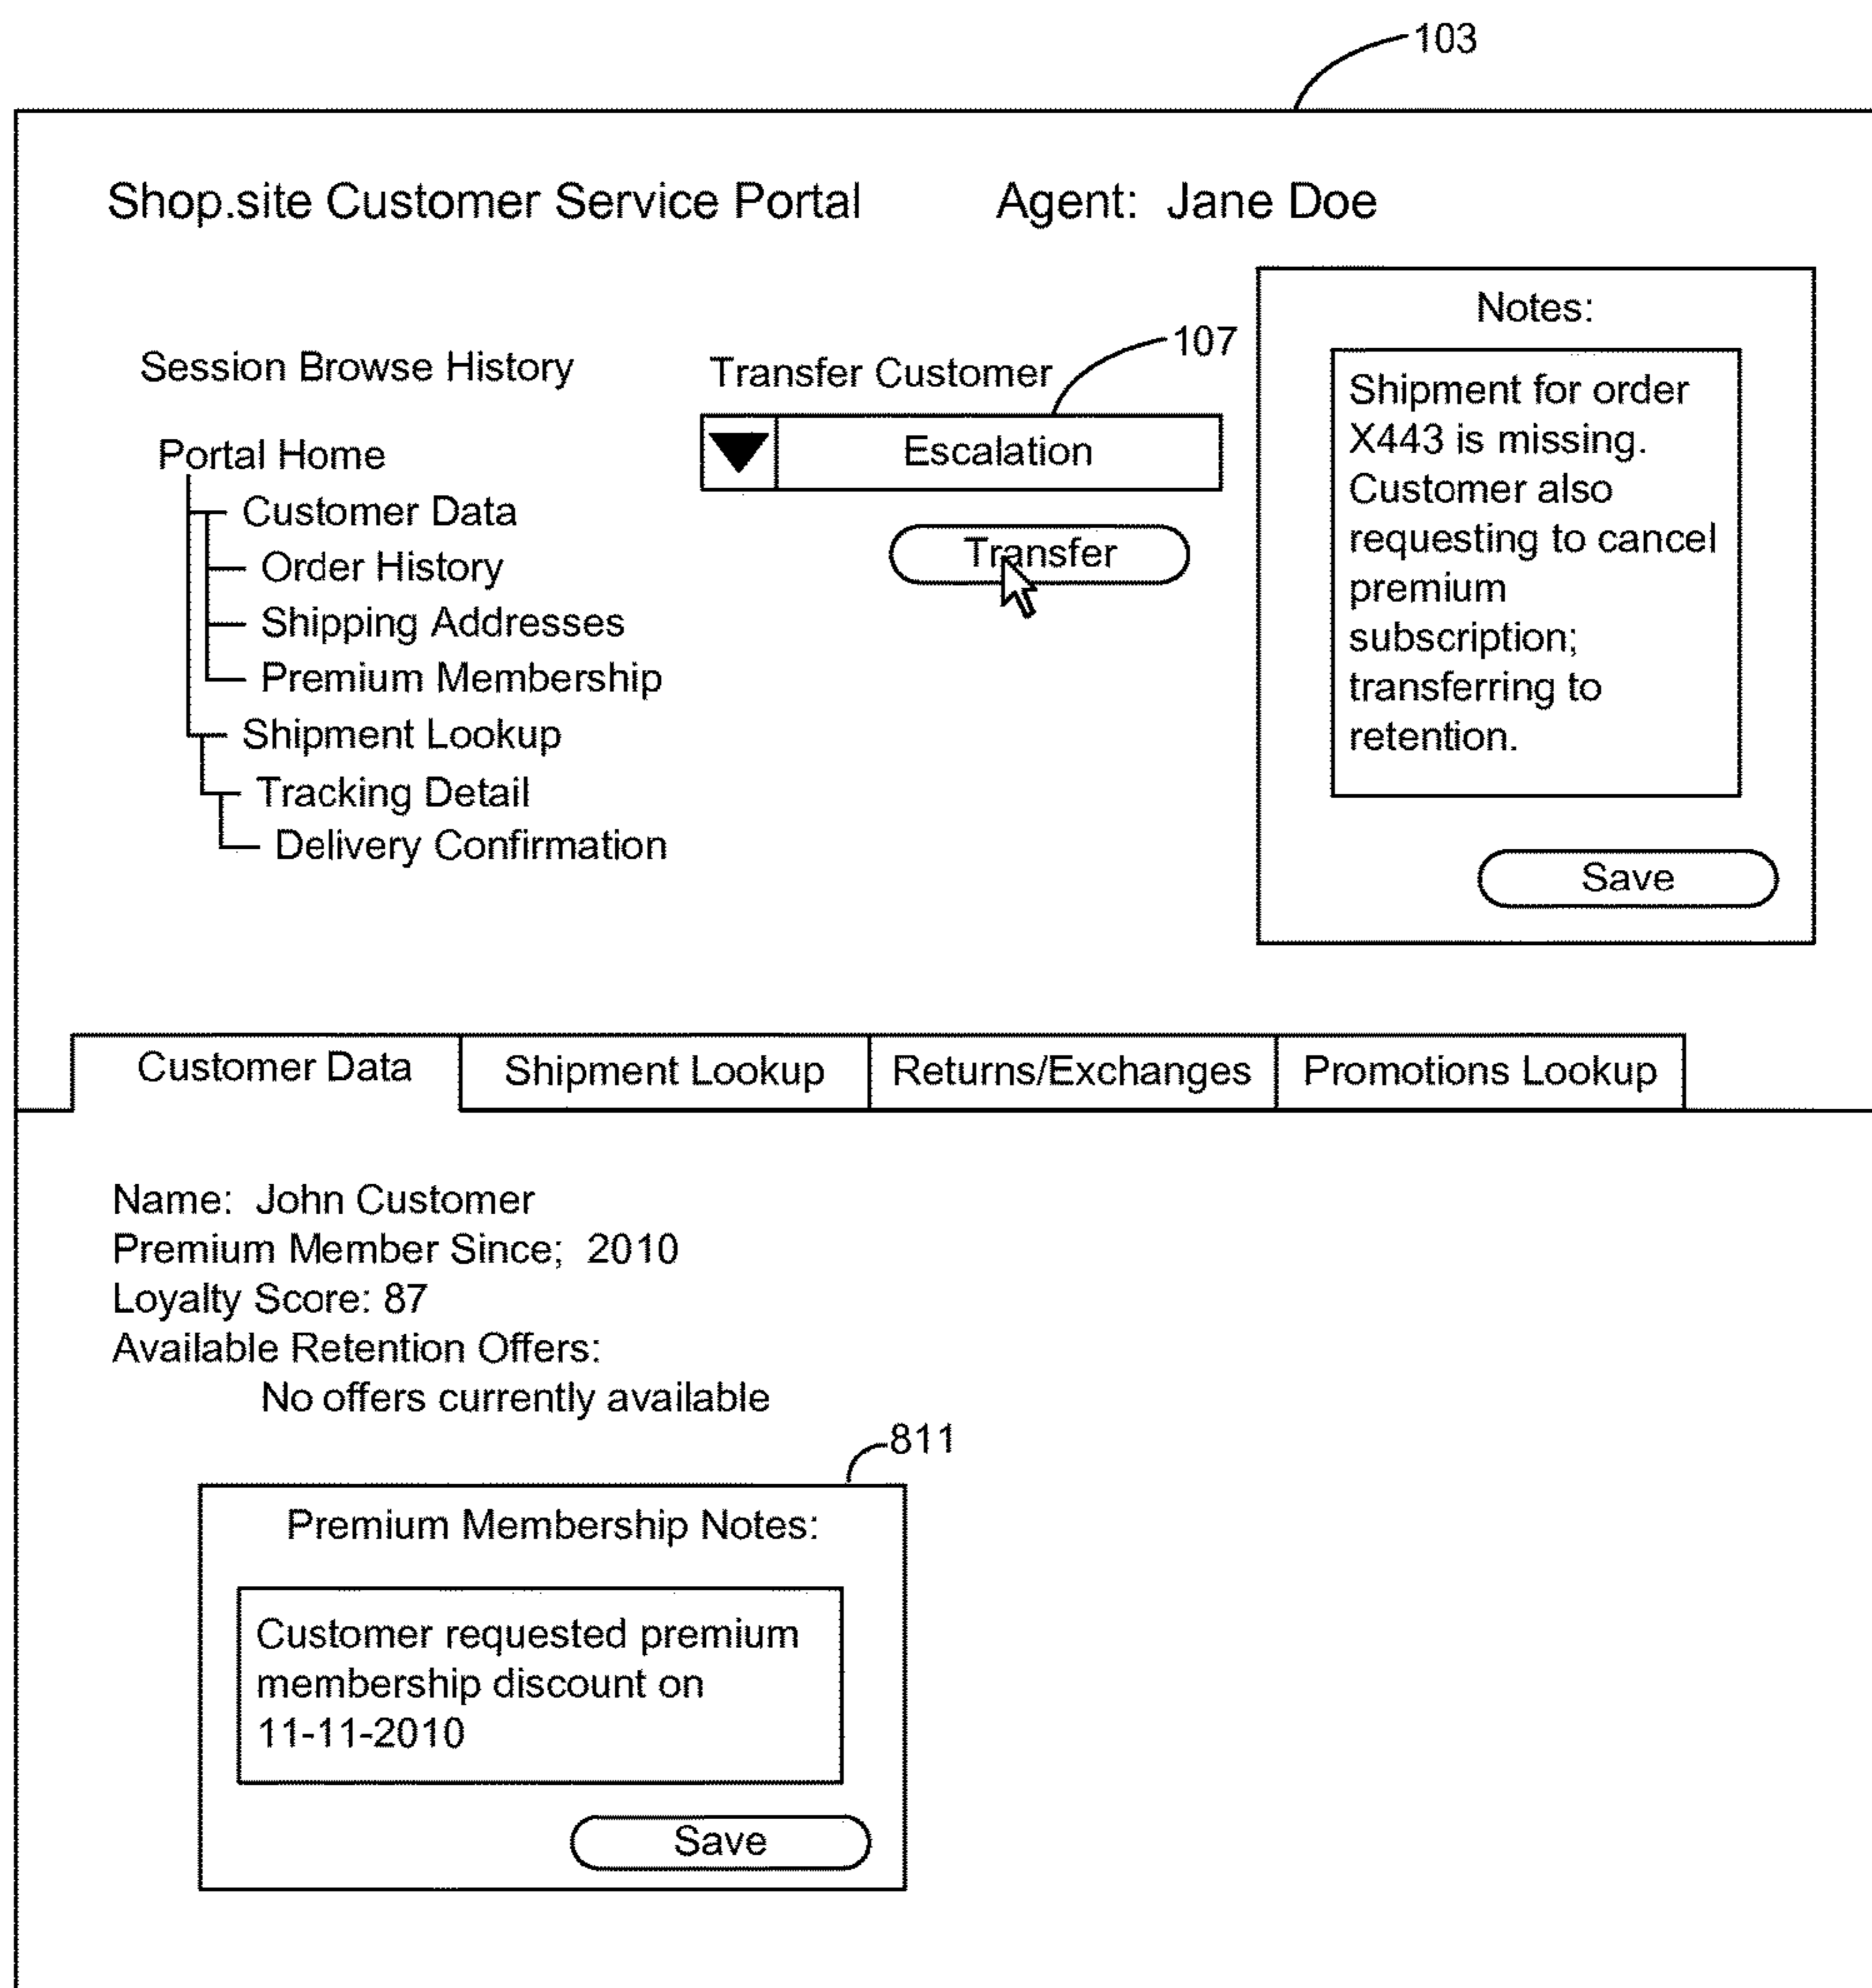 103
Shop.site Customer Service Portal
Agent: Jane Doe
Session Browse History
Portal Home
Customer Data
Order History
Shipping Addresses
Premium Membership
Shipment Lookup
Tracking Detail
Delivery Confirmation
Transfer Customer
107
Escalation
Transfer
Notes:
Shipment for order
X443 is missing.
Customer also
requesting to cancel
premium
subscription;
transferring to
retention.
Save
Customer Data
Shipment Lookup
Returns/Exchanges
Promotions Lookup
Name: John Customer
Premium Member Since; 2010
Loyalty Score: 87
Available Retention Offers:
No offers currently available
811
Premium Membership Notes:
Customer requested premium
membership discount on
11-11-2010
Save